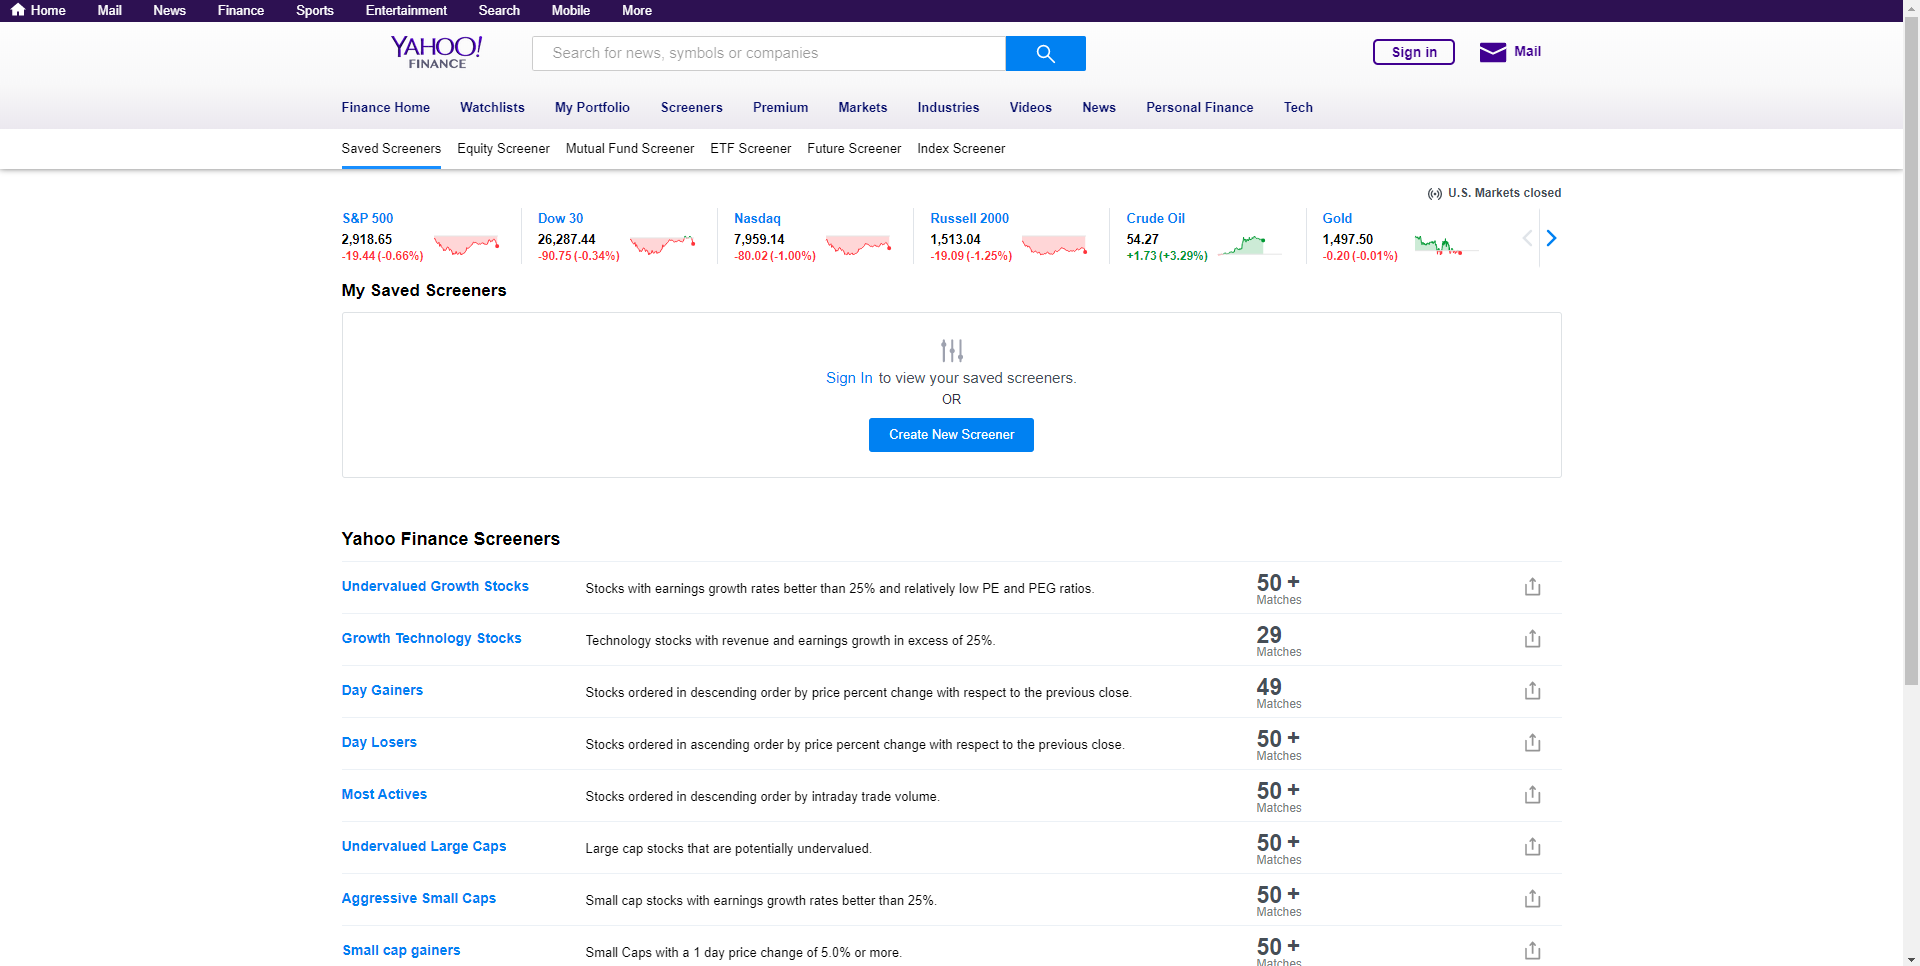 Home Mail News Finance Sports Entertainment Search Mobile More
YAHOO!
FINANCE
Search for news, symbols or companies
Sign in
Mail
Finance Home Watchlists My Portfolio Screeners Premium Markets Industries Videos News Personal Finance Tech
Saved Screeners Equity Screener Mutual Fund Screener ETF Screener Future Screener Index Screener
U.S. Markets closed
S&P 500
2,918.65
-19.44 (-0.66%)
Dow 30
26,287.44
-90.75 (-0.34%)
Nasdaq
7,959.14
-80.02 (-1.00%)
Russell 2000
1,513.04
-19.09 (-1.25%)
Crude Oil
54.27
+1.73 (+3.29%)
Gold
1,497.50
-0.20 (-0.01%)
My Saved Screeners
Sign In to view your saved screeners.
OR
Create New Screener
Yahoo Finance Screeners
Undervalued Growth Stocks Stocks with earnings growth rates better than 25% and relatively low PE and PEG ratios. 50 +
Matches
Growth Technology Stocks Technology stocks with revenue and earnings growth in excess of 25%. 29
Matches
Day Gainers Stocks ordered in descending order by price percent change with respect to the previous close. 49
Matches
Day Losers Stocks ordered in ascending order by price percent change with respect to the previous close. 50 +
Matches
Most Actives Stocks ordered in descending order by intraday trade volume. 50 +
Matches
Undervalued Large Caps Large cap stocks that are potentially undervalued. 50 +
Matches
Aggressive Small Caps Small cap stocks with earnings growth rates better than 25%. 50 +
Matches
Small cap gainers Small Caps with a 1 day price change of 5.0% or more. 50 +
Matches